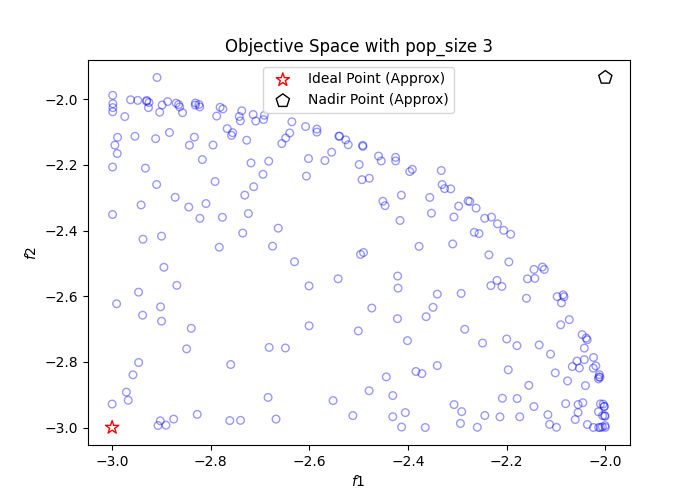 Objective Space with pop_size 3
Ideal Point (Approx)
Nadir Point (Approx)
−2.0
−2.2
−2.4
−2.6
−2.8
−3.0
f2
−3.0 −2.8 −2.6 −2.4 −2.2 −2.0
f1